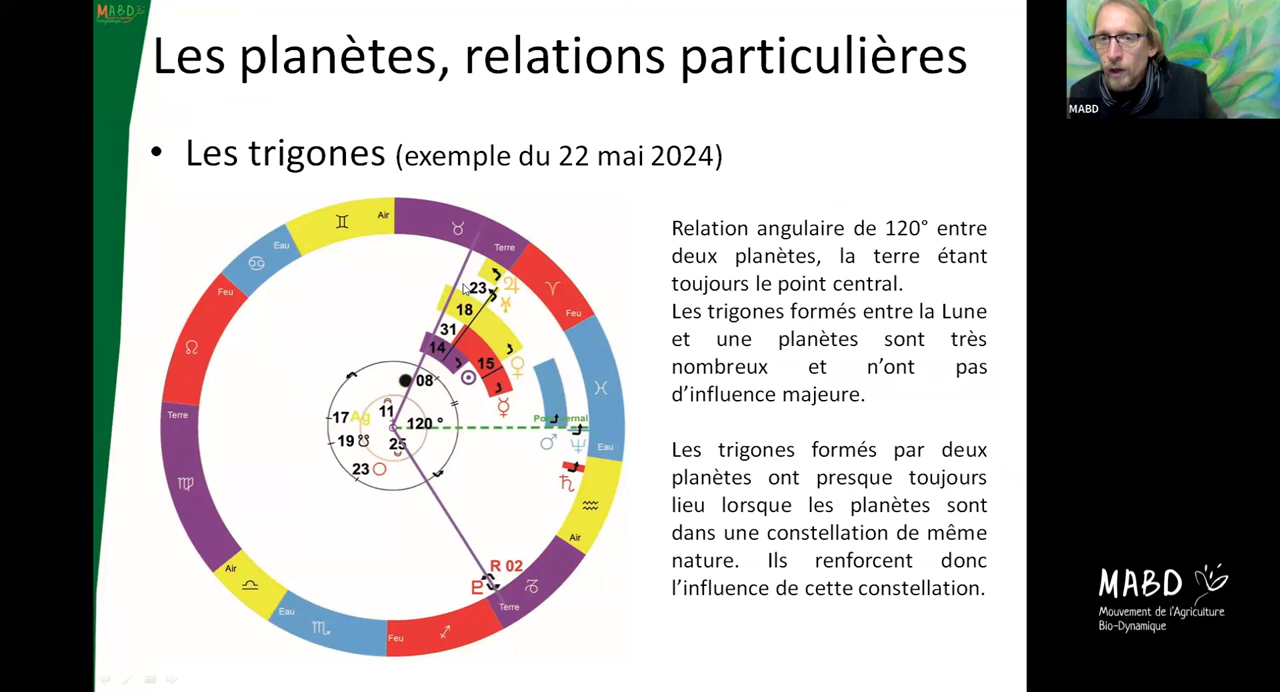 MABD
Les planètes, relations particulières
MABD
• Les trigones (exemple du 22 mai 2024)
Air
Terre
Eau
Feu
Feu
Terre
Eau
Air
Air
Eau
Feu
Terre
23
18
31
14
15
08
11
17 Ag
120 °
19
25
23
R 02
Relation angulaire de 120° entre
deux planètes, la terre étant
toujours le point central.
Les trigones formés entre la Lune
et une planètes sont très
nombreux et n’ont pas
d’influence majeure.
Les trigones formés par deux
planètes ont presque toujours
lieu lorsque les planètes sont
dans une constellation de même
nature. Ils renforcent donc
l’influence de cette constellation.
MABD
Mouvement de l’Agriculture
Bio-Dynamique